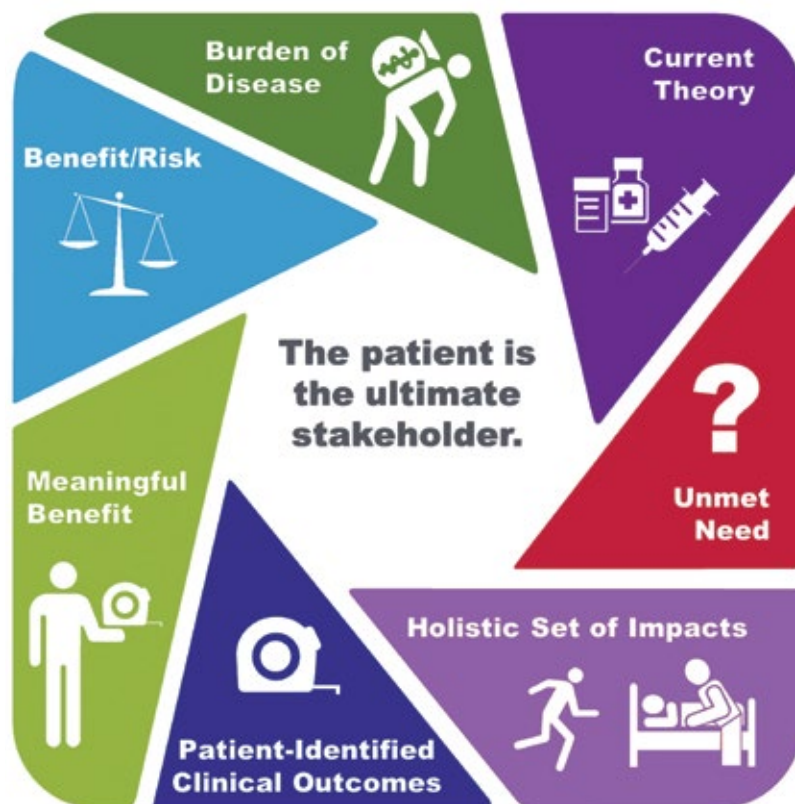 Burden of
Disease
Current
Theory
Benefit/Risk
The patient is
the ultimate
stakeholder.
?
Unmet
Need
Meaningful
Benefit
Holistic Set of Impacts
Patient-Identified
Clinical Outcomes